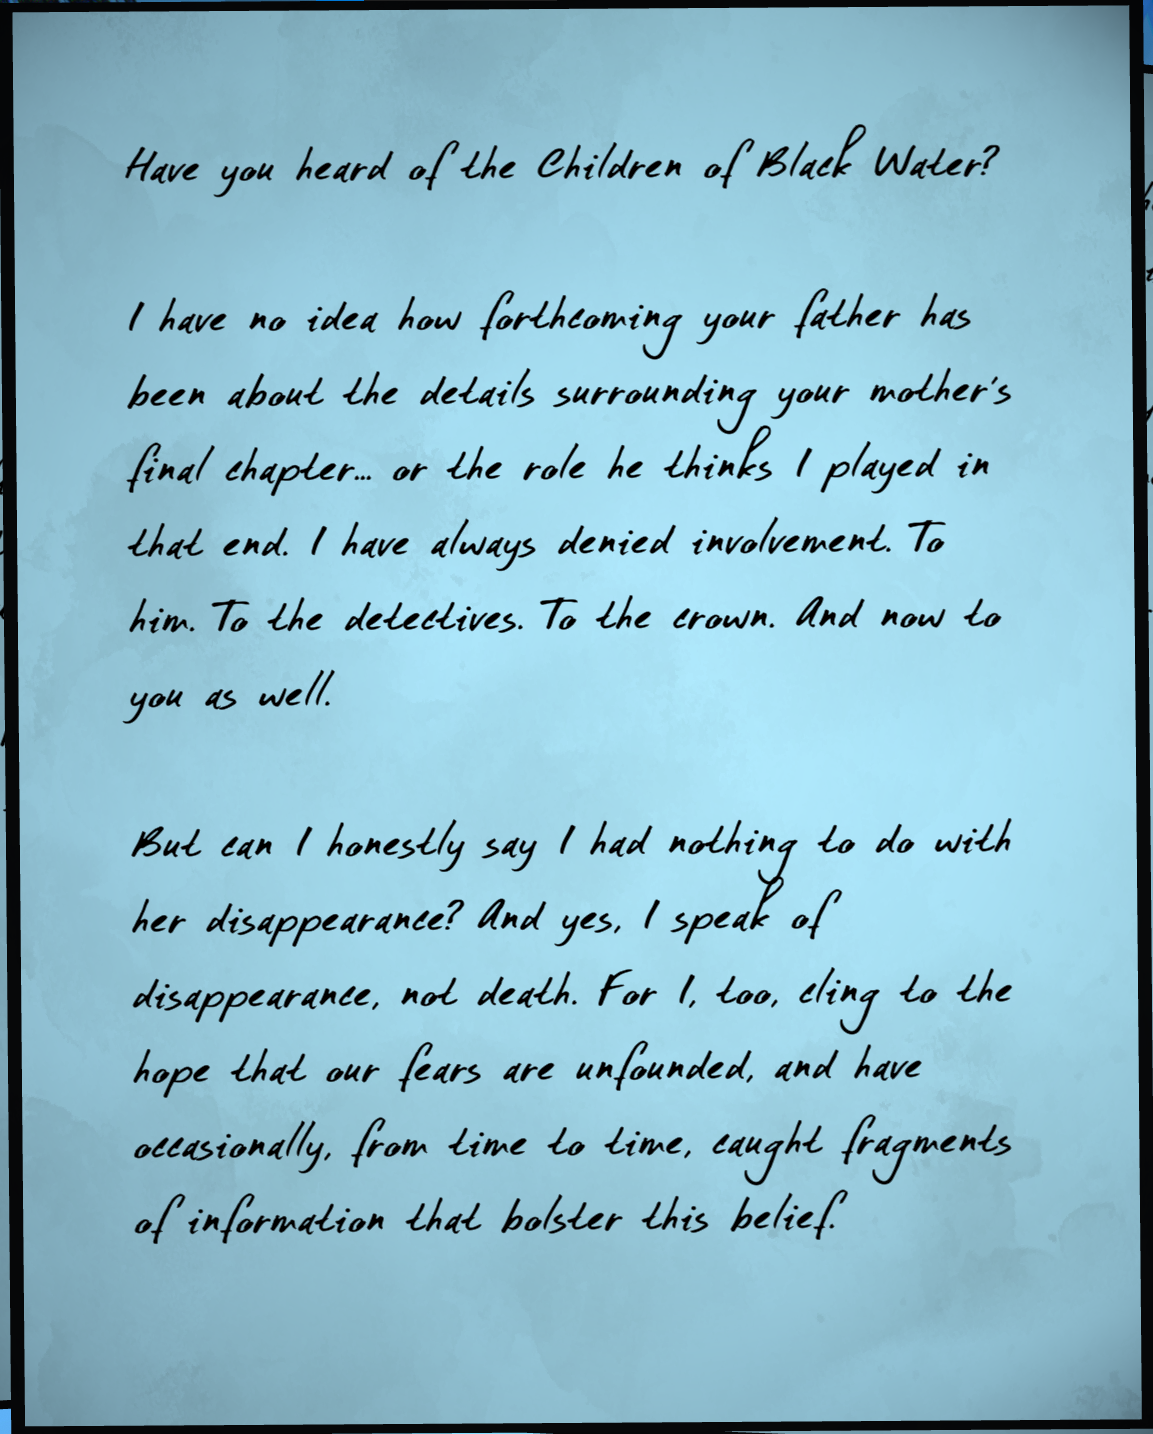 Have you heard of the Children of Black Water?
I have no idea how forthcoming your father has
been about the details surrounding your mother's
final chapter... or the role he thinks I played in
that end. I have always denied involvement. To
him. To the detectives. To the crown. And now to
you as well.
But can I honestly say I had nothing to do with
her disappearance? And yes, I speak of
disappearance, not death. For I, too, cling to the
hope that our fears are unfounded, and have
occasionally, from time to time, caught fragments
of information that bolster this belief.